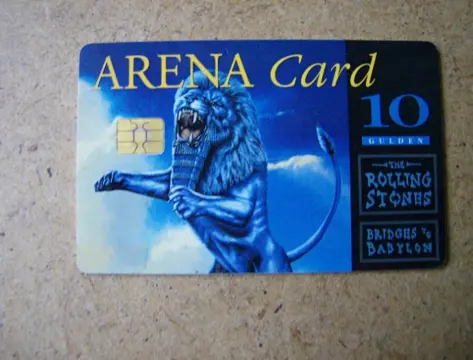 ARENA Card
10
GULDEN
THE
ROLLING
STONES
BRIDGES TO
BABYLON